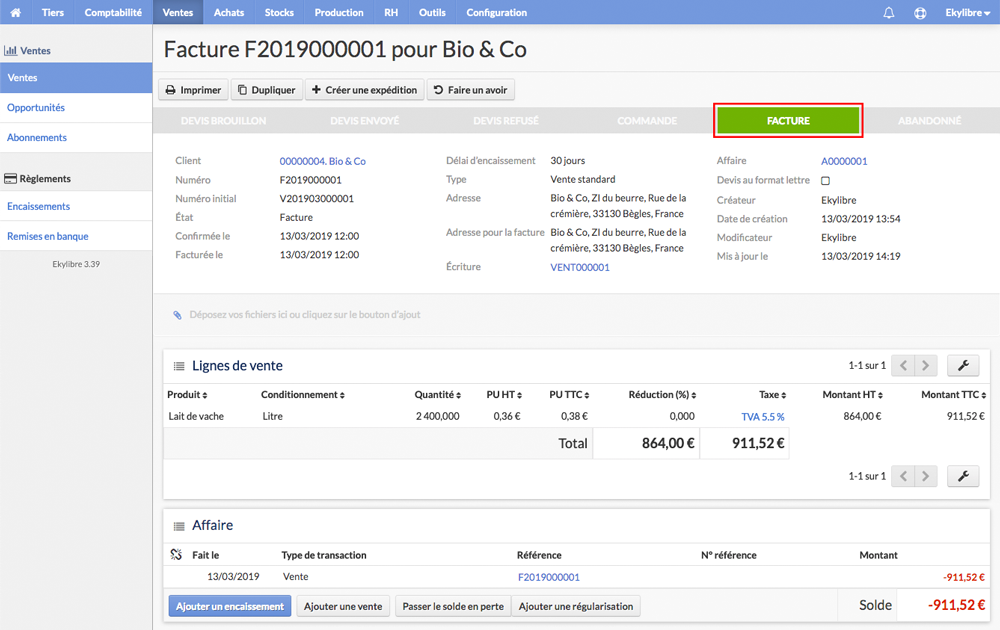 Tiers Comptabilité Ventes Achats Stocks Production RH Outils Configuration Ekylibre
Ventes
Ventes
Opportunités
Abonnements
Règlements
Encaissements
Remises en banque
Ekylibre 3.39
Facture F2019000001 pour Bio & Co
Imprimer Dupliquer Créer une expédition Faire un avoir
DEVIS BROUILLON DEVIS ENVOYÉ DEVIS REFUSÉ COMMANDE FACTURE ABANDONNÉ
Client 00000004. Bio & Co
Numéro F2019000001
Numéro initial V201903000001
État Facture
Confirmée le 13/03/2019 12:00
Facturée le 13/03/2019 12:00
Délai d'encaissement 30 jours
Type Vente standard
Adresse Bio & Co, ZI du beurre, Rue de la
crémière, 33130 Bègles, France
Adresse pour la facture Bio & Co, ZI du beurre, Rue de la
crémière, 33130 Bègles, France
Écriture VENT000001
Affaire A0000001
Devis au format lettre
Créateur Ekylibre
Date de création 13/03/2019 13:54
Modificateur Ekylibre
Mis à jour le 13/03/2019 14:19
Déposez vos fichiers ici ou cliquez sur le bouton d'ajout
Lignes de vente 1-1 sur 1
Produit Conditionnement Quantité PU HT PU TTC Réduction (%) Taxe Montant HT Montant TTC
Lait de vache Litre 2 400,000 0,36 € 0,38 € 0,000 TVA 5.5 % 864,00 € 911,52 €
Total 864,00 € 911,52 €
1-1 sur 1
Affaire
Fait le Type de transaction Référence N° référence Montant
13/03/2019 Vente F2019000001 -911,52 €
Ajouter un encaissement Ajouter une vente Passer le solde en perte Ajouter une régularisation Solde -911,52 €